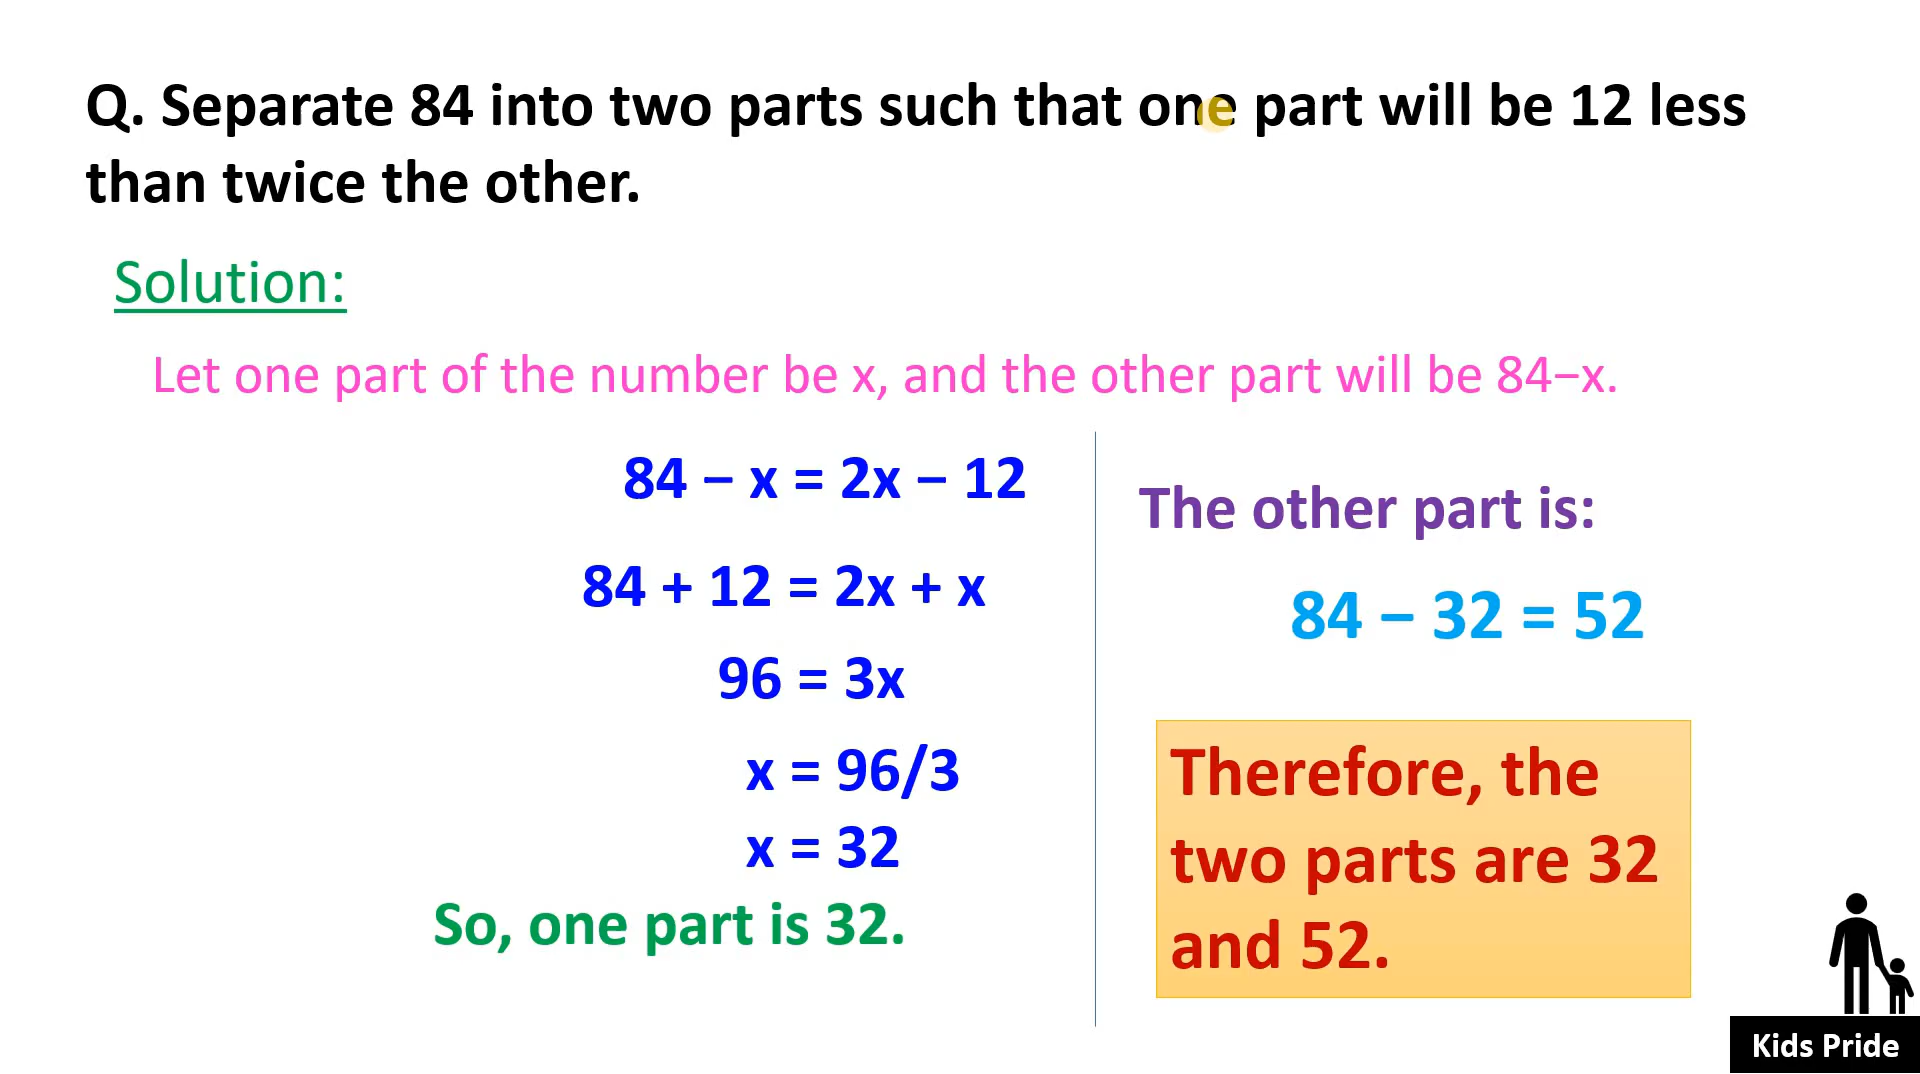 Q. Separate 84 into two parts such that one part will be 12 less
than twice the other.
Solution:
Let one part of the number be x, and the other part will be 84−x.
84 − x = 2x − 12
84 + 12 = 2x + x
96 = 3x
x = 96/3
x = 32
So, one part is 32.
The other part is:
84 − 32 = 52
Therefore, the
two parts are 32
and 52.
Kids Pride